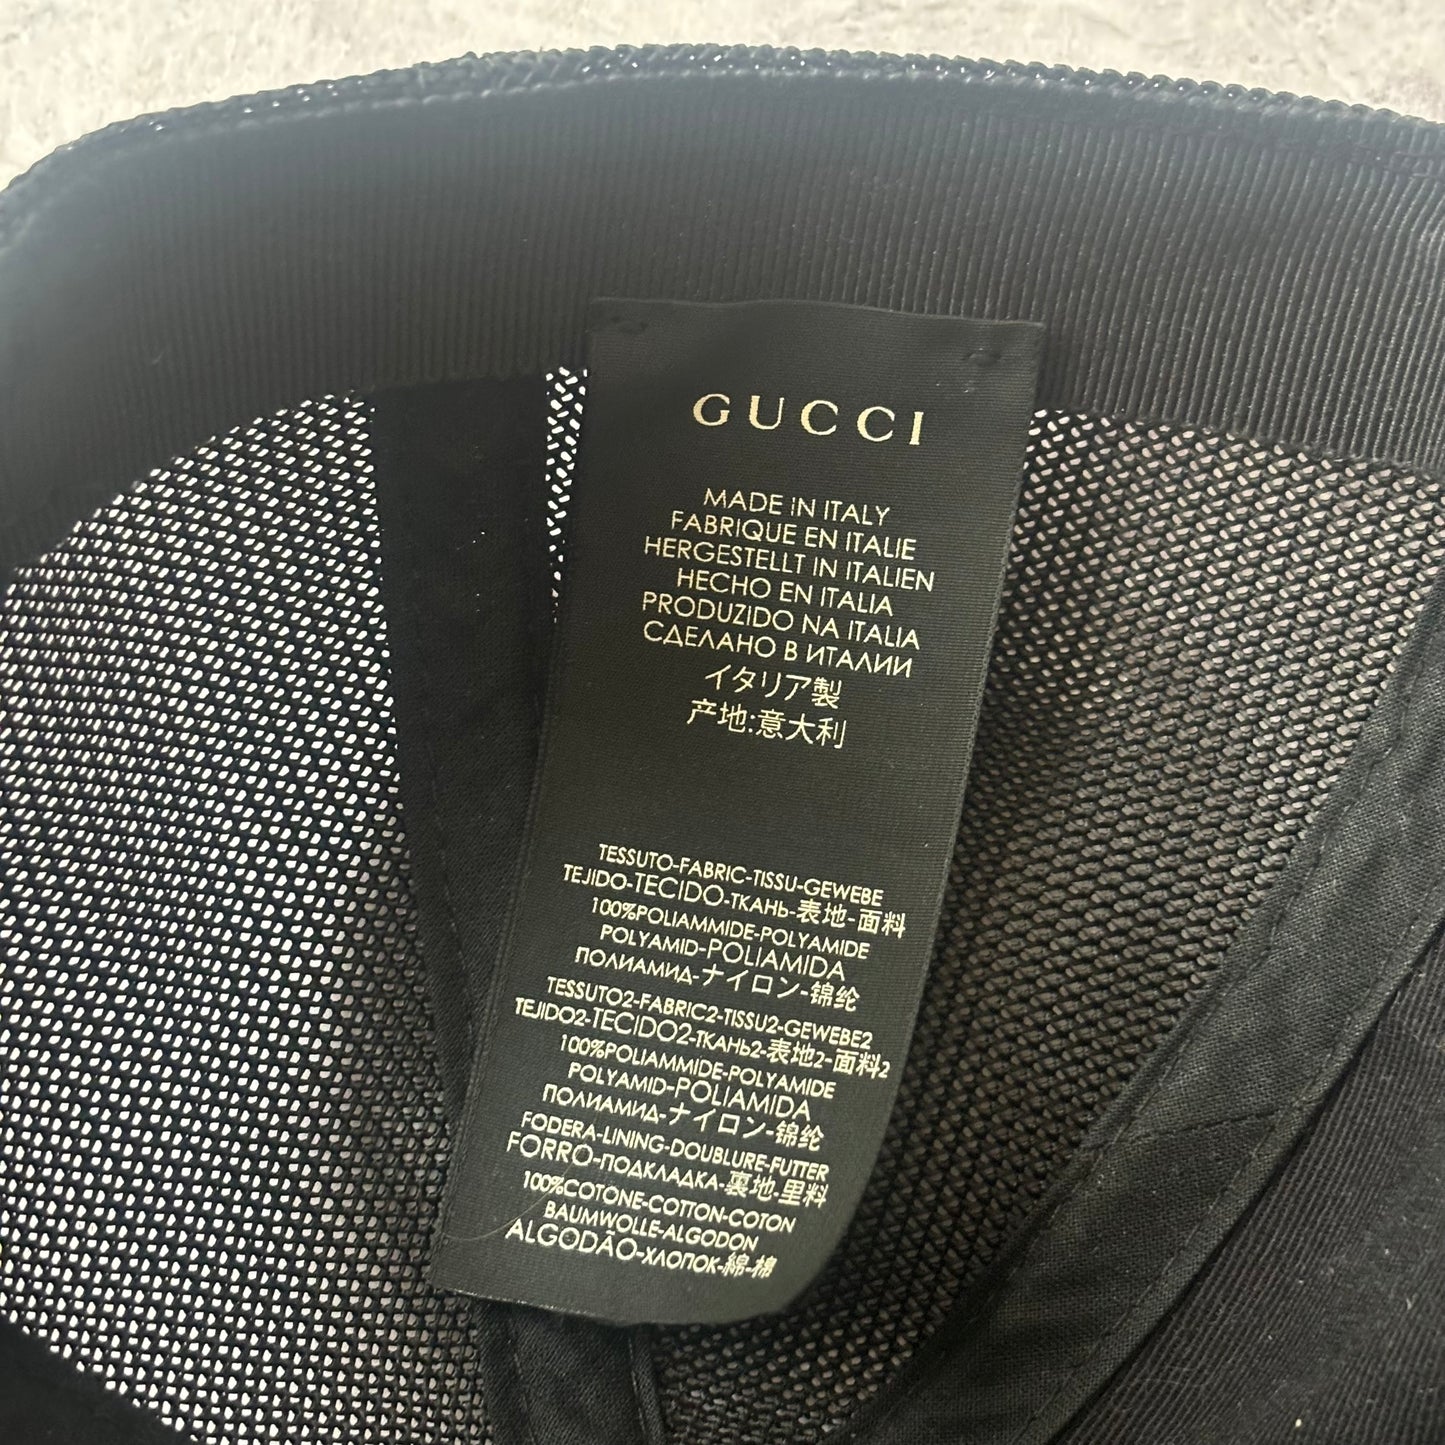 GUCCI
MADE IN ITALY
FABRIQUE EN ITALIE
HERGESTELLT IN ITALIEN
HECHO EN ITALIA
PRODUZIDO NA ITALIA
СДЕЛАНО В ИТАЛИИ
イタリア製
产地:意大利
TESSUTO-FABRIC-TISSU-GEWEBE
TEJIDO-TECIDO-ТКАНЬ-表地-面料
100%POLIAMMIDE-POLYAMIDE
POLYAMID-POLIAMIDA
ПОЛИАМИД-ナイロン-锦纶
TESSUTO2-FABRIC2-TISSU2-GEWEBE2
TEJIDO2-TECIDO2-ТКАНЬ2-表地2-面料2
100%POLIAMMIDE-POLYAMIDE
POLYAMID-POLIAMIDA
ПОЛИАМИД-ナイロン-锦纶
FODERA-LINING-DOUBLURE-FUTTER
FORRO-ПОДКЛАДКА-裏地-里料
100%COTONE-COTTON-COTON
BAUMWOLLE-ALGODON
ALGODÃO-ХЛОПОК-綿-棉